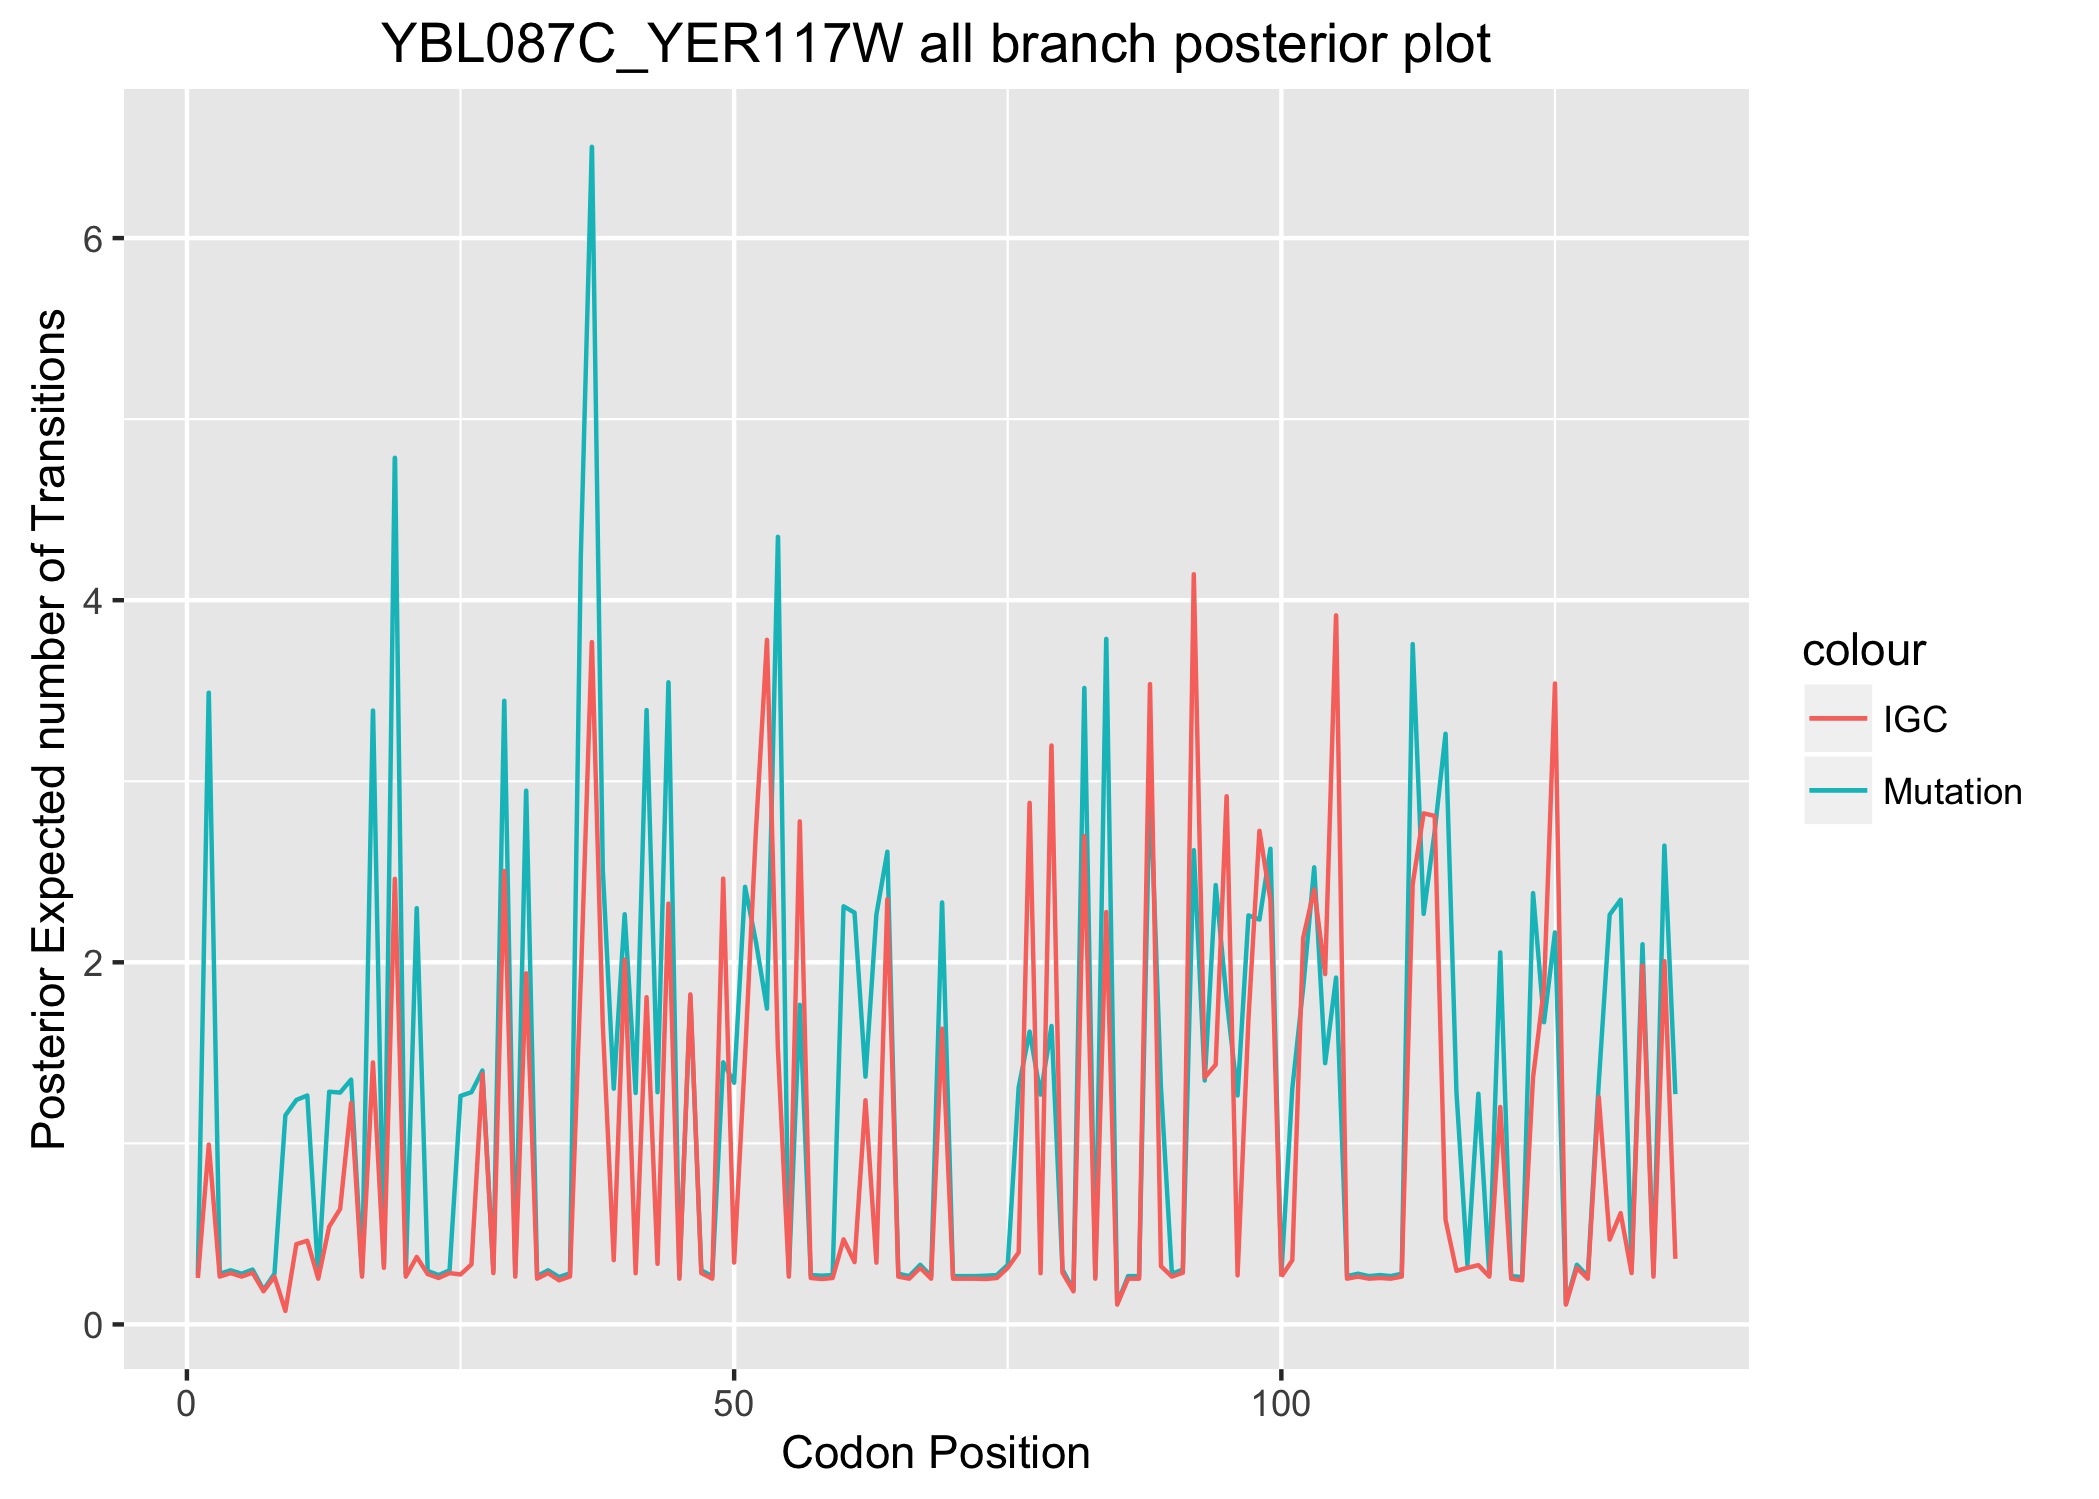 YBL087C_YER117W all branch posterior plot
Posterior Expected number of Transitions
6
4
2
0
0 50 100
Codon Position
colour
IGC
Mutation